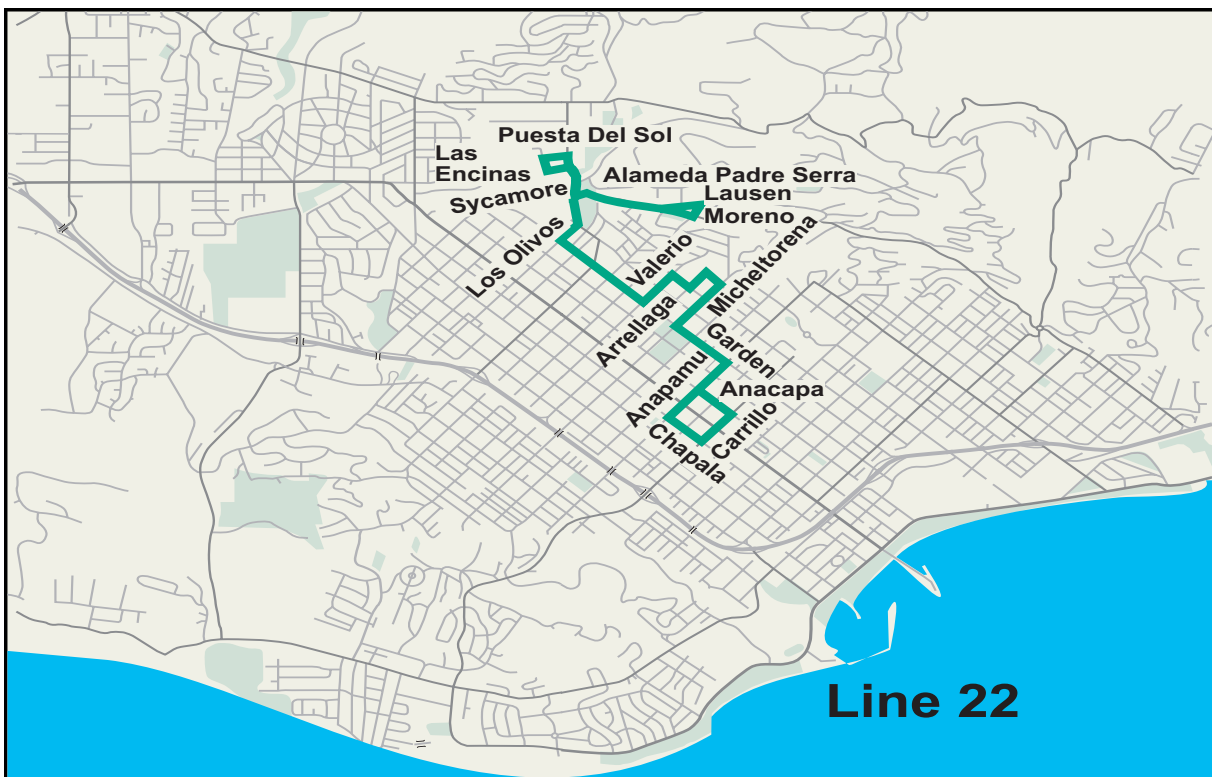 Puesta Del Sol
Las
Encinas
Alameda Padre Serra
Sycamore
Lausen
Moreno
Los Olivos
Valerio
Micheltorena
Arrellaga
Garden
Anapamu
Anacapa
Carrillo
Chapala
Line 22